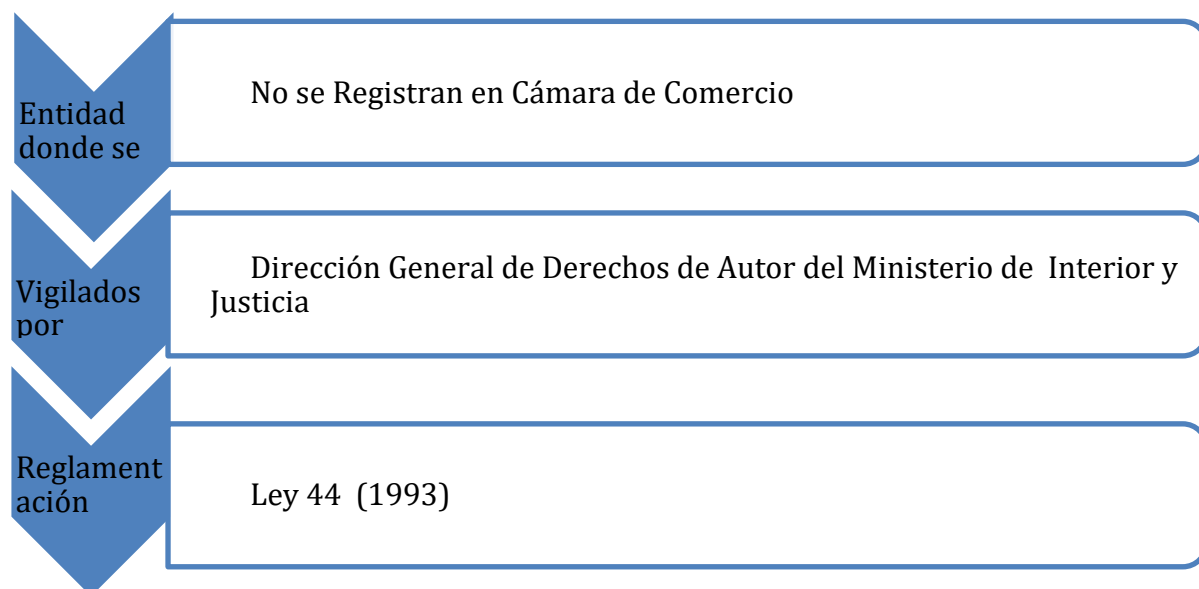 Entidad
donde se
No se Registran en Cámara de Comercio
Vigilados
por
Dirección General de Derechos de Autor del Ministerio de Interior y
Justicia
Reglament
ación
Ley 44 (1993)